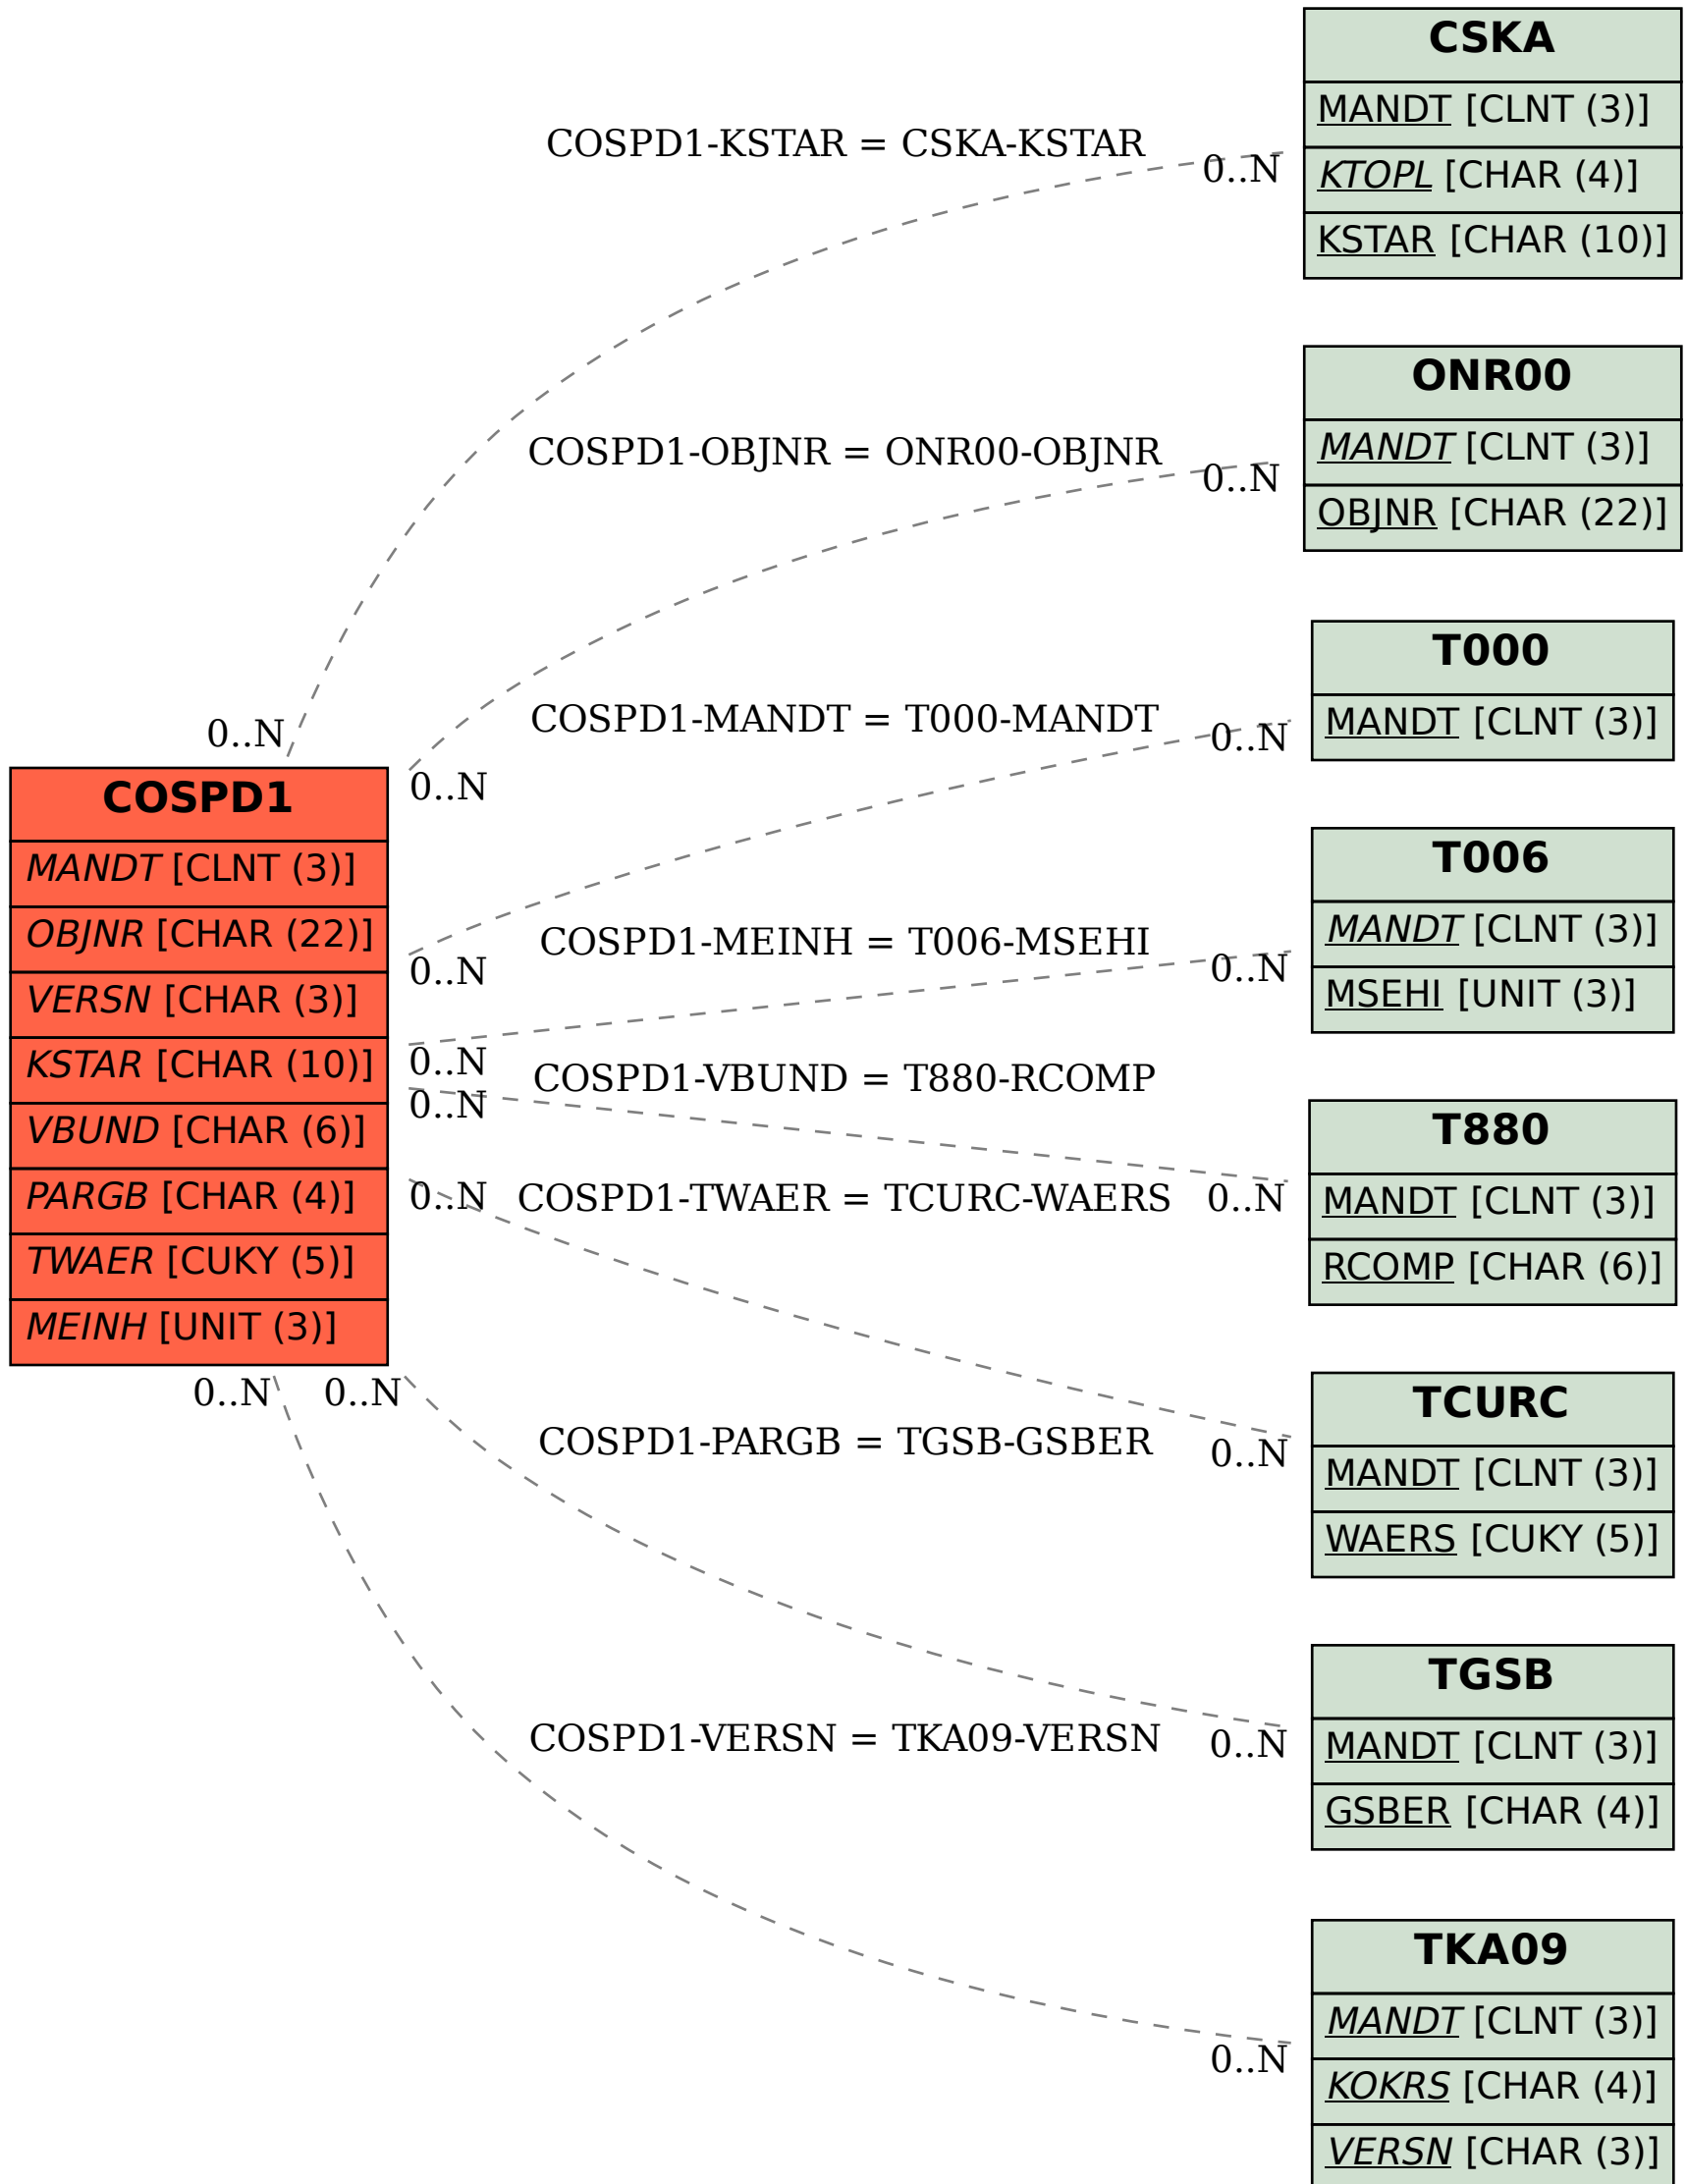 CSKA
MANDT [CLNT (3)]
KTOPL [CHAR (4)]
KSTAR [CHAR (10)]
COSPD1-KSTAR = CSKA-KSTAR
0..N
0..N
ONR00
MANDT [CLNT (3)]
OBJNR [CHAR (22)]
COSPD1-OBJNR = ONR00-OBJNR
0..N
0..N
T000
MANDT [CLNT (3)]
COSPD1-MANDT = T000-MANDT
0..N
0..N
COSPD1
MANDT [CLNT (3)]
OBJNR [CHAR (22)]
VERSN [CHAR (3)]
KSTAR [CHAR (10)]
VBUND [CHAR (6)]
PARGB [CHAR (4)]
TWAER [CUKY (5)]
MEINH [UNIT (3)]
T006
MANDT [CLNT (3)]
MSEHI [UNIT (3)]
COSPD1-MEINH = T006-MSEHI
0..N
0..N
COSPD1-VBUND = T880-RCOMP
0..N
0..N
T880
MANDT [CLNT (3)]
RCOMP [CHAR (6)]
COSPD1-TWAER = TCURC-WAERS
0..N
0..N
TCURC
MANDT [CLNT (3)]
WAERS [CUKY (5)]
COSPD1-PARGB = TGSB-GSBER
0..N
0..N
TGSB
MANDT [CLNT (3)]
GSBER [CHAR (4)]
COSPD1-VERSN = TKA09-VERSN
0..N
0..N
TKA09
MANDT [CLNT (3)]
KOKRS [CHAR (4)]
VERSN [CHAR (3)]